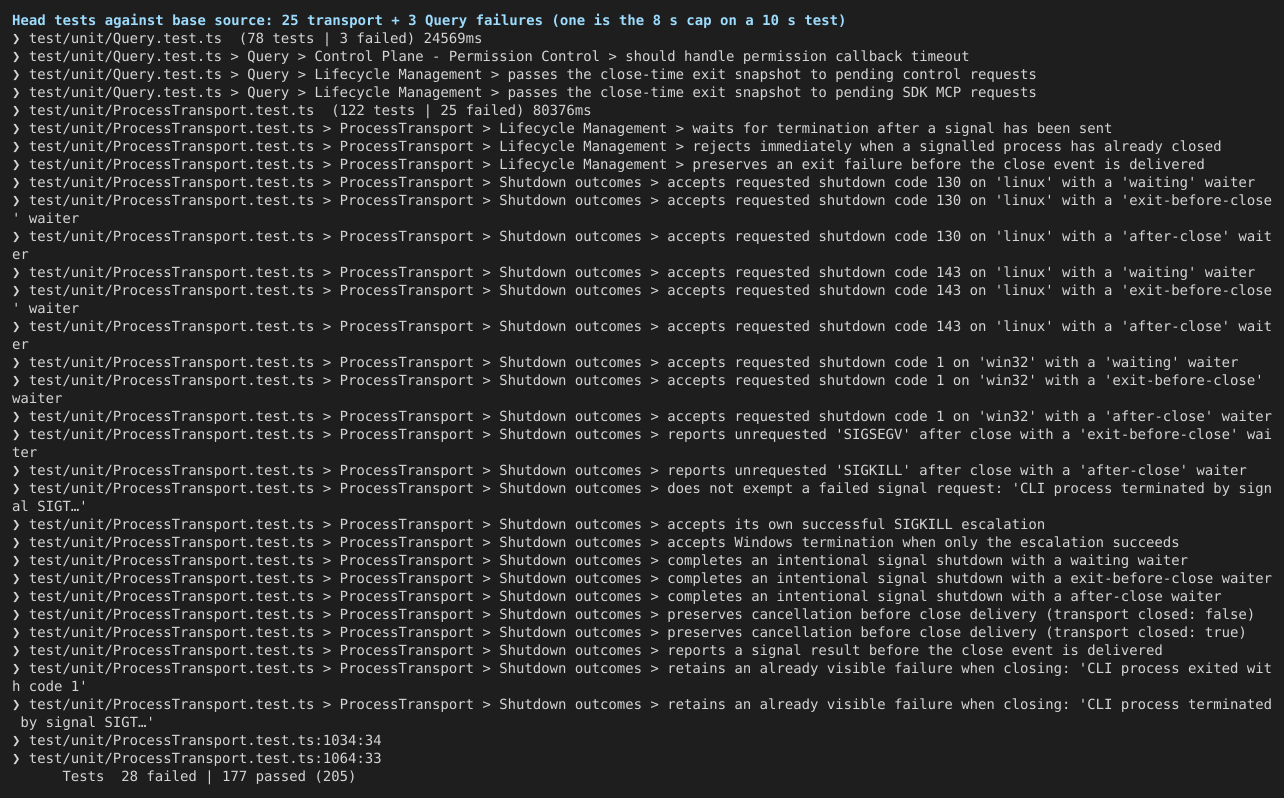 Head tests against base source: 25 transport + 3 Query failures (one is the 8 s cap on a 10 s test)
❯ test/unit/Query.test.ts  (78 tests | 3 failed) 24569ms
❯ test/unit/Query.test.ts > Query > Control Plane - Permission Control > should handle permission callback timeout
❯ test/unit/Query.test.ts > Query > Lifecycle Management > passes the close-time exit snapshot to pending control requests
❯ test/unit/Query.test.ts > Query > Lifecycle Management > passes the close-time exit snapshot to pending SDK MCP requests
❯ test/unit/ProcessTransport.test.ts  (122 tests | 25 failed) 80376ms
❯ test/unit/ProcessTransport.test.ts > ProcessTransport > Lifecycle Management > waits for termination after a signal has been sent
❯ test/unit/ProcessTransport.test.ts > ProcessTransport > Lifecycle Management > rejects immediately when a signalled process has already closed
❯ test/unit/ProcessTransport.test.ts > ProcessTransport > Lifecycle Management > preserves an exit failure before the close event is delivered
❯ test/unit/ProcessTransport.test.ts > ProcessTransport > Shutdown outcomes > accepts requested shutdown code 130 on 'linux' with a 'waiting' waiter
❯ test/unit/ProcessTransport.test.ts > ProcessTransport > Shutdown outcomes > accepts requested shutdown code 130 on 'linux' with a 'exit-before-close
' waiter
❯ test/unit/ProcessTransport.test.ts > ProcessTransport > Shutdown outcomes > accepts requested shutdown code 130 on 'linux' with a 'after-close' wait
er
❯ test/unit/ProcessTransport.test.ts > ProcessTransport > Shutdown outcomes > accepts requested shutdown code 143 on 'linux' with a 'waiting' waiter
❯ test/unit/ProcessTransport.test.ts > ProcessTransport > Shutdown outcomes > accepts requested shutdown code 143 on 'linux' with a 'exit-before-close
' waiter
❯ test/unit/ProcessTransport.test.ts > ProcessTransport > Shutdown outcomes > accepts requested shutdown code 143 on 'linux' with a 'after-close' wait
er
❯ test/unit/ProcessTransport.test.ts > ProcessTransport > Shutdown outcomes > accepts requested shutdown code 1 on 'win32' with a 'waiting' waiter
❯ test/unit/ProcessTransport.test.ts > ProcessTransport > Shutdown outcomes > accepts requested shutdown code 1 on 'win32' with a 'exit-before-close'
waiter
❯ test/unit/ProcessTransport.test.ts > ProcessTransport > Shutdown outcomes > accepts requested shutdown code 1 on 'win32' with a 'after-close' waiter
❯ test/unit/ProcessTransport.test.ts > ProcessTransport > Shutdown outcomes > reports unrequested 'SIGSEGV' after close with a 'exit-before-close' wai
ter
❯ test/unit/ProcessTransport.test.ts > ProcessTransport > Shutdown outcomes > reports unrequested 'SIGKILL' after close with a 'after-close' waiter
❯ test/unit/ProcessTransport.test.ts > ProcessTransport > Shutdown outcomes > does not exempt a failed signal request: 'CLI process terminated by sign
al SIGT…'
❯ test/unit/ProcessTransport.test.ts > ProcessTransport > Shutdown outcomes > accepts its own successful SIGKILL escalation
❯ test/unit/ProcessTransport.test.ts > ProcessTransport > Shutdown outcomes > accepts Windows termination when only the escalation succeeds
❯ test/unit/ProcessTransport.test.ts > ProcessTransport > Shutdown outcomes > completes an intentional signal shutdown with a waiting waiter
❯ test/unit/ProcessTransport.test.ts > ProcessTransport > Shutdown outcomes > completes an intentional signal shutdown with a exit-before-close waiter
❯ test/unit/ProcessTransport.test.ts > ProcessTransport > Shutdown outcomes > completes an intentional signal shutdown with a after-close waiter
❯ test/unit/ProcessTransport.test.ts > ProcessTransport > Shutdown outcomes > preserves cancellation before close delivery (transport closed: false)
❯ test/unit/ProcessTransport.test.ts > ProcessTransport > Shutdown outcomes > preserves cancellation before close delivery (transport closed: true)
❯ test/unit/ProcessTransport.test.ts > ProcessTransport > Shutdown outcomes > reports a signal result before the close event is delivered
❯ test/unit/ProcessTransport.test.ts > ProcessTransport > Shutdown outcomes > retains an already visible failure when closing: 'CLI process exited wit
h code 1'
❯ test/unit/ProcessTransport.test.ts > ProcessTransport > Shutdown outcomes > retains an already visible failure when closing: 'CLI process terminated
 by signal SIGT…'
❯ test/unit/ProcessTransport.test.ts:1034:34
❯ test/unit/ProcessTransport.test.ts:1064:33
      Tests  28 failed | 177 passed (205)